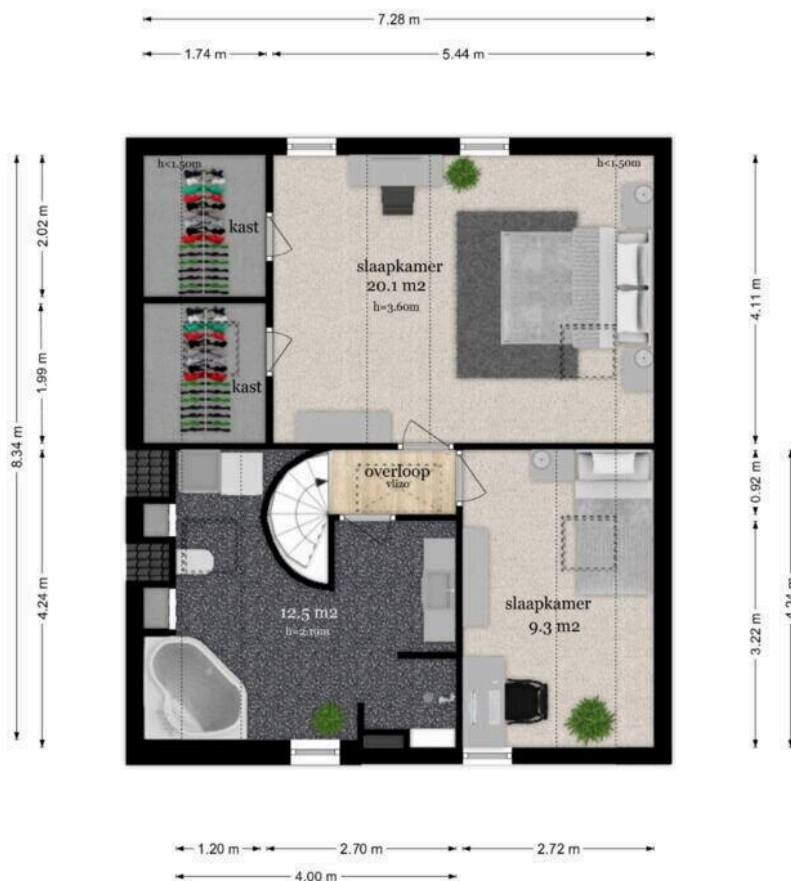 7.28 m
1.74 m
5.44 m
h<1.50m
h<1.50m
2.02 m
kast
slaapkamer
20.1 m2
h=3.60m
4.11 m
1.99 m
kast
8.34 m
overloop
vlizo
0.92 m
4.24 m
12.5 m2
h=2.19m
slaapkamer
9.3 m2
3.22 m
4.24 m
1.20 m
2.70 m
2.72 m
4.00 m